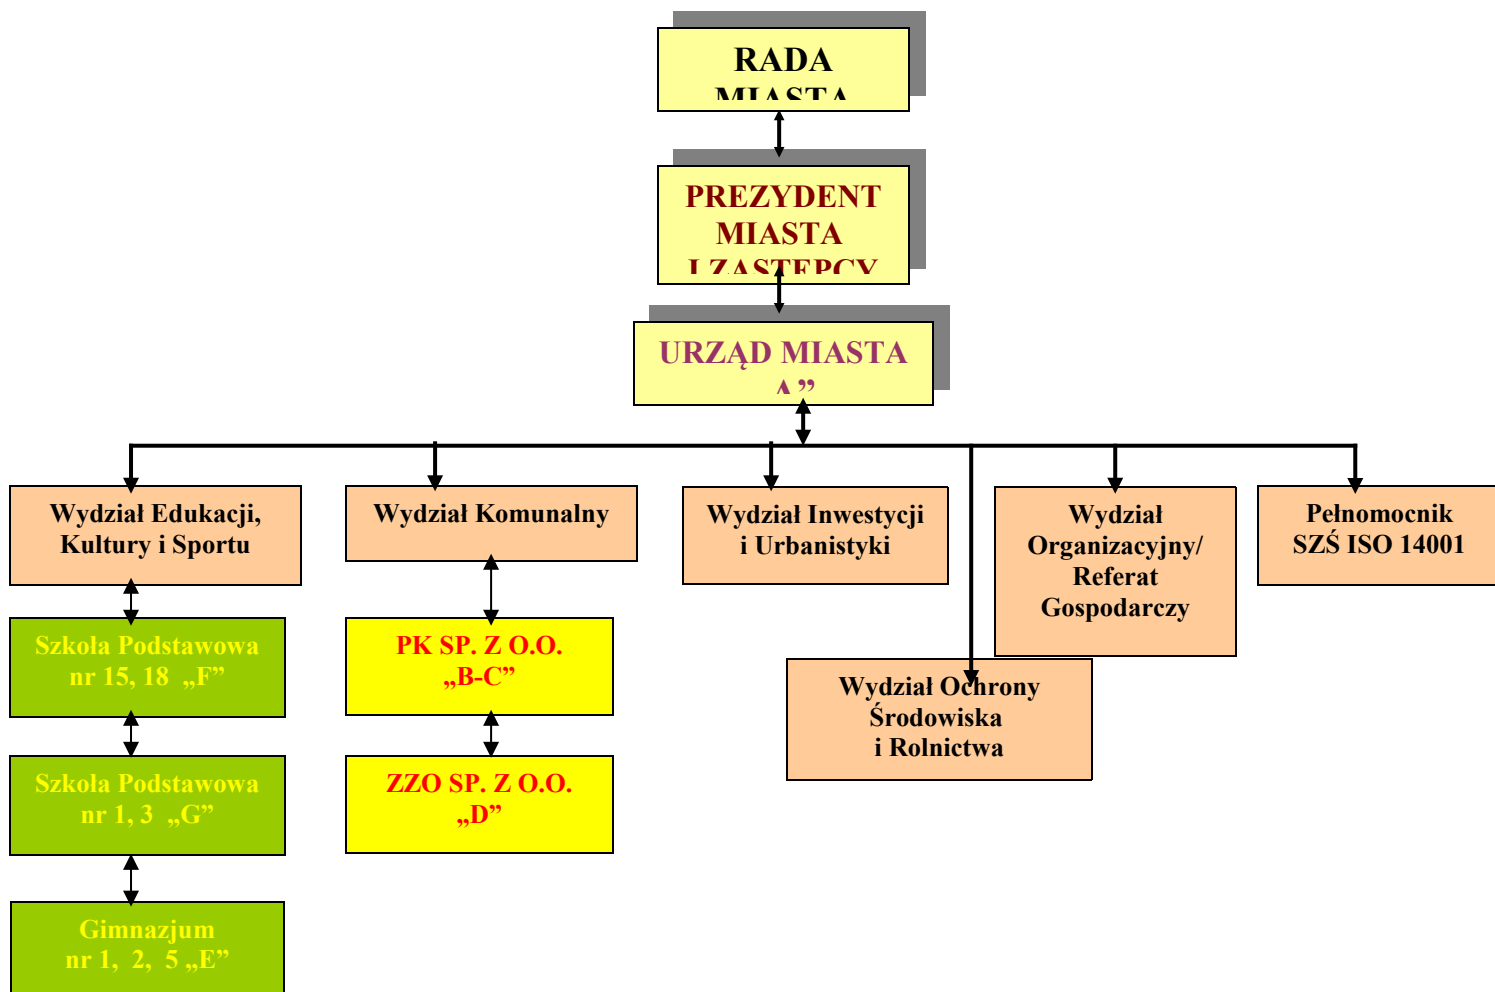 RADA
MIASTA
PREZYDENT
MIASTA
I ZASTĘPCY
URZĄD MIASTA
A”
Wydział Edukacji,
Kultury i Sportu
Wydział Komunalny
Wydział Inwestycji
i Urbanistyki
Wydział
Organizacyjny/
Referat
Gospodarczy
Pełnomocnik
SZŚ ISO 14001
Szkoła Podstawowa
nr 15, 18 „F”
PK SP. Z O.O.
„B-C”
Wydział Ochrony
Środowiska
i Rolnictwa
Szkoła Podstawowa
nr 1, 3 „G”
ZZO SP. Z O.O.
„D”
Gimnazjum
nr 1, 2, 5 „E”